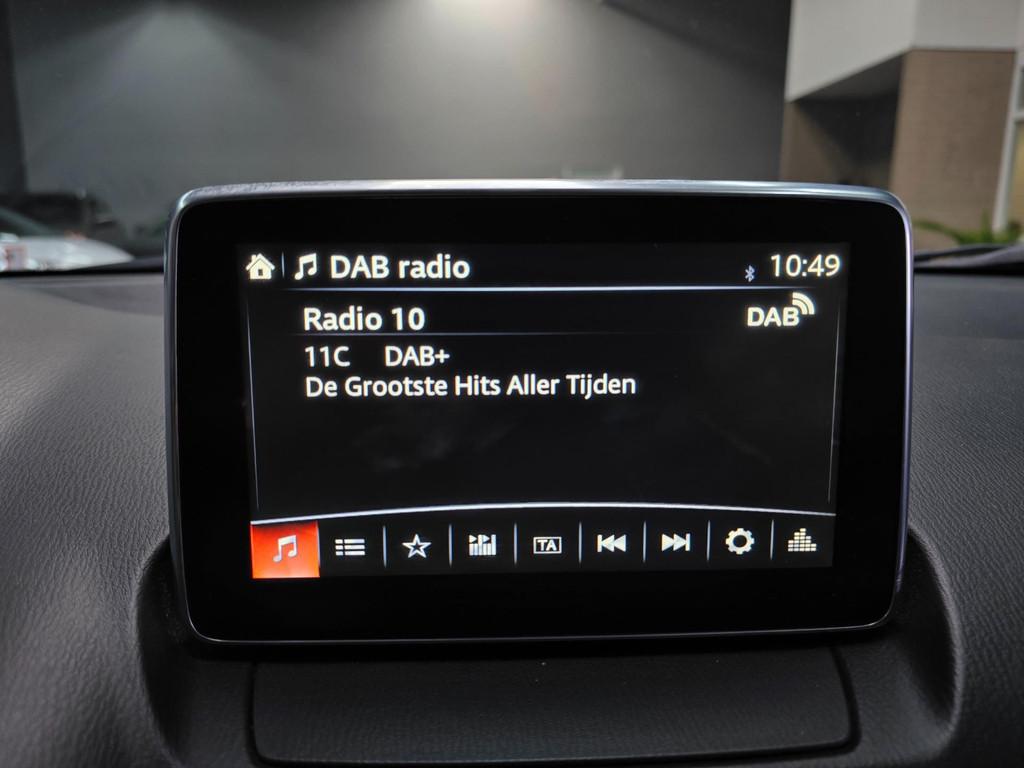 DAB radio 10:49
Radio 10 DAB
11C DAB+
De Grootste Hits Aller Tijden
TA